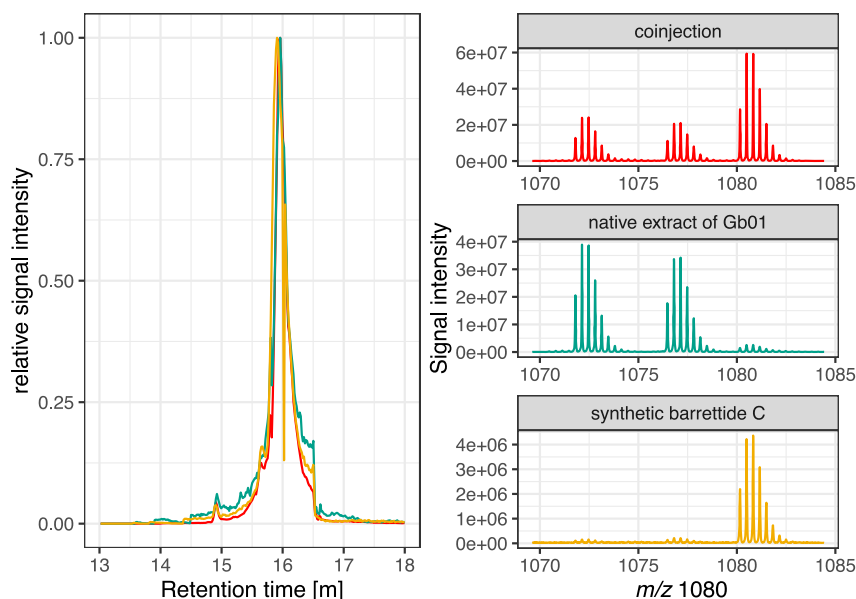 1.00
0.75
0.50
0.25
0.00
relative signal intensity
13 14 15 16 17 18
Retention time [m]
Signal intensity
coinjection
6e+07
4e+07
2e+07
0e+00
1070 1075 1080 1085
native extract of Gb01
4e+07
3e+07
2e+07
1e+07
0e+00
1070 1075 1080 1085
synthetic barrettide C
4e+06
3e+06
2e+06
1e+06
0e+00
1070 1075 1080 1085
m/z 1080